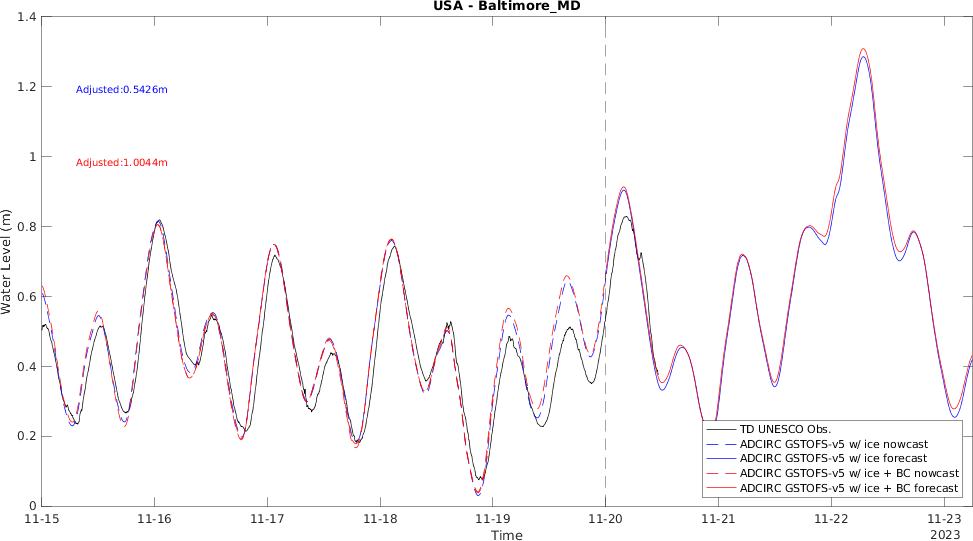 USA - Baltimore_MD
1.4
1.2
1
0.8
0.6
0.4
0.2
0
Water Level (m)
Adjusted:0.5426m
Adjusted:1.0044m
TD UNESCO Obs.
ADCIRC GSTOFS-v5 w/ ice nowcast
ADCIRC GSTOFS-v5 w/ ice forecast
ADCIRC GSTOFS-v5 w/ ice + BC nowcast
ADCIRC GSTOFS-v5 w/ ice + BC forecast
11-15 11-16 11-17 11-18 11-19 11-20 11-21 11-22 11-23
Time
2023